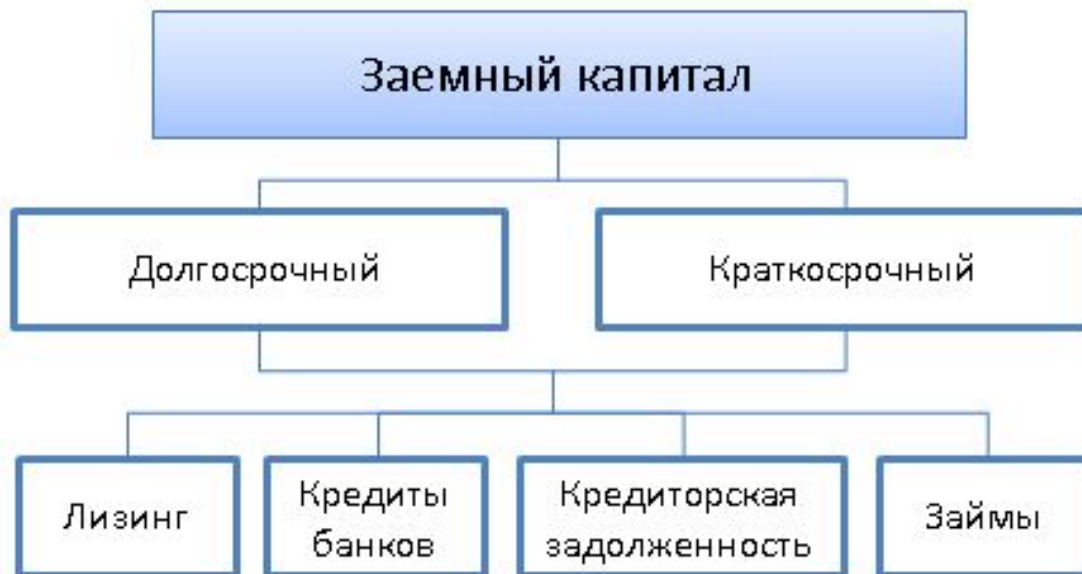 Заемный капитал
Долгосрочный
Краткосрочный
Лизинг
Кредиты
банков
Кредиторская
задолженность
Займы